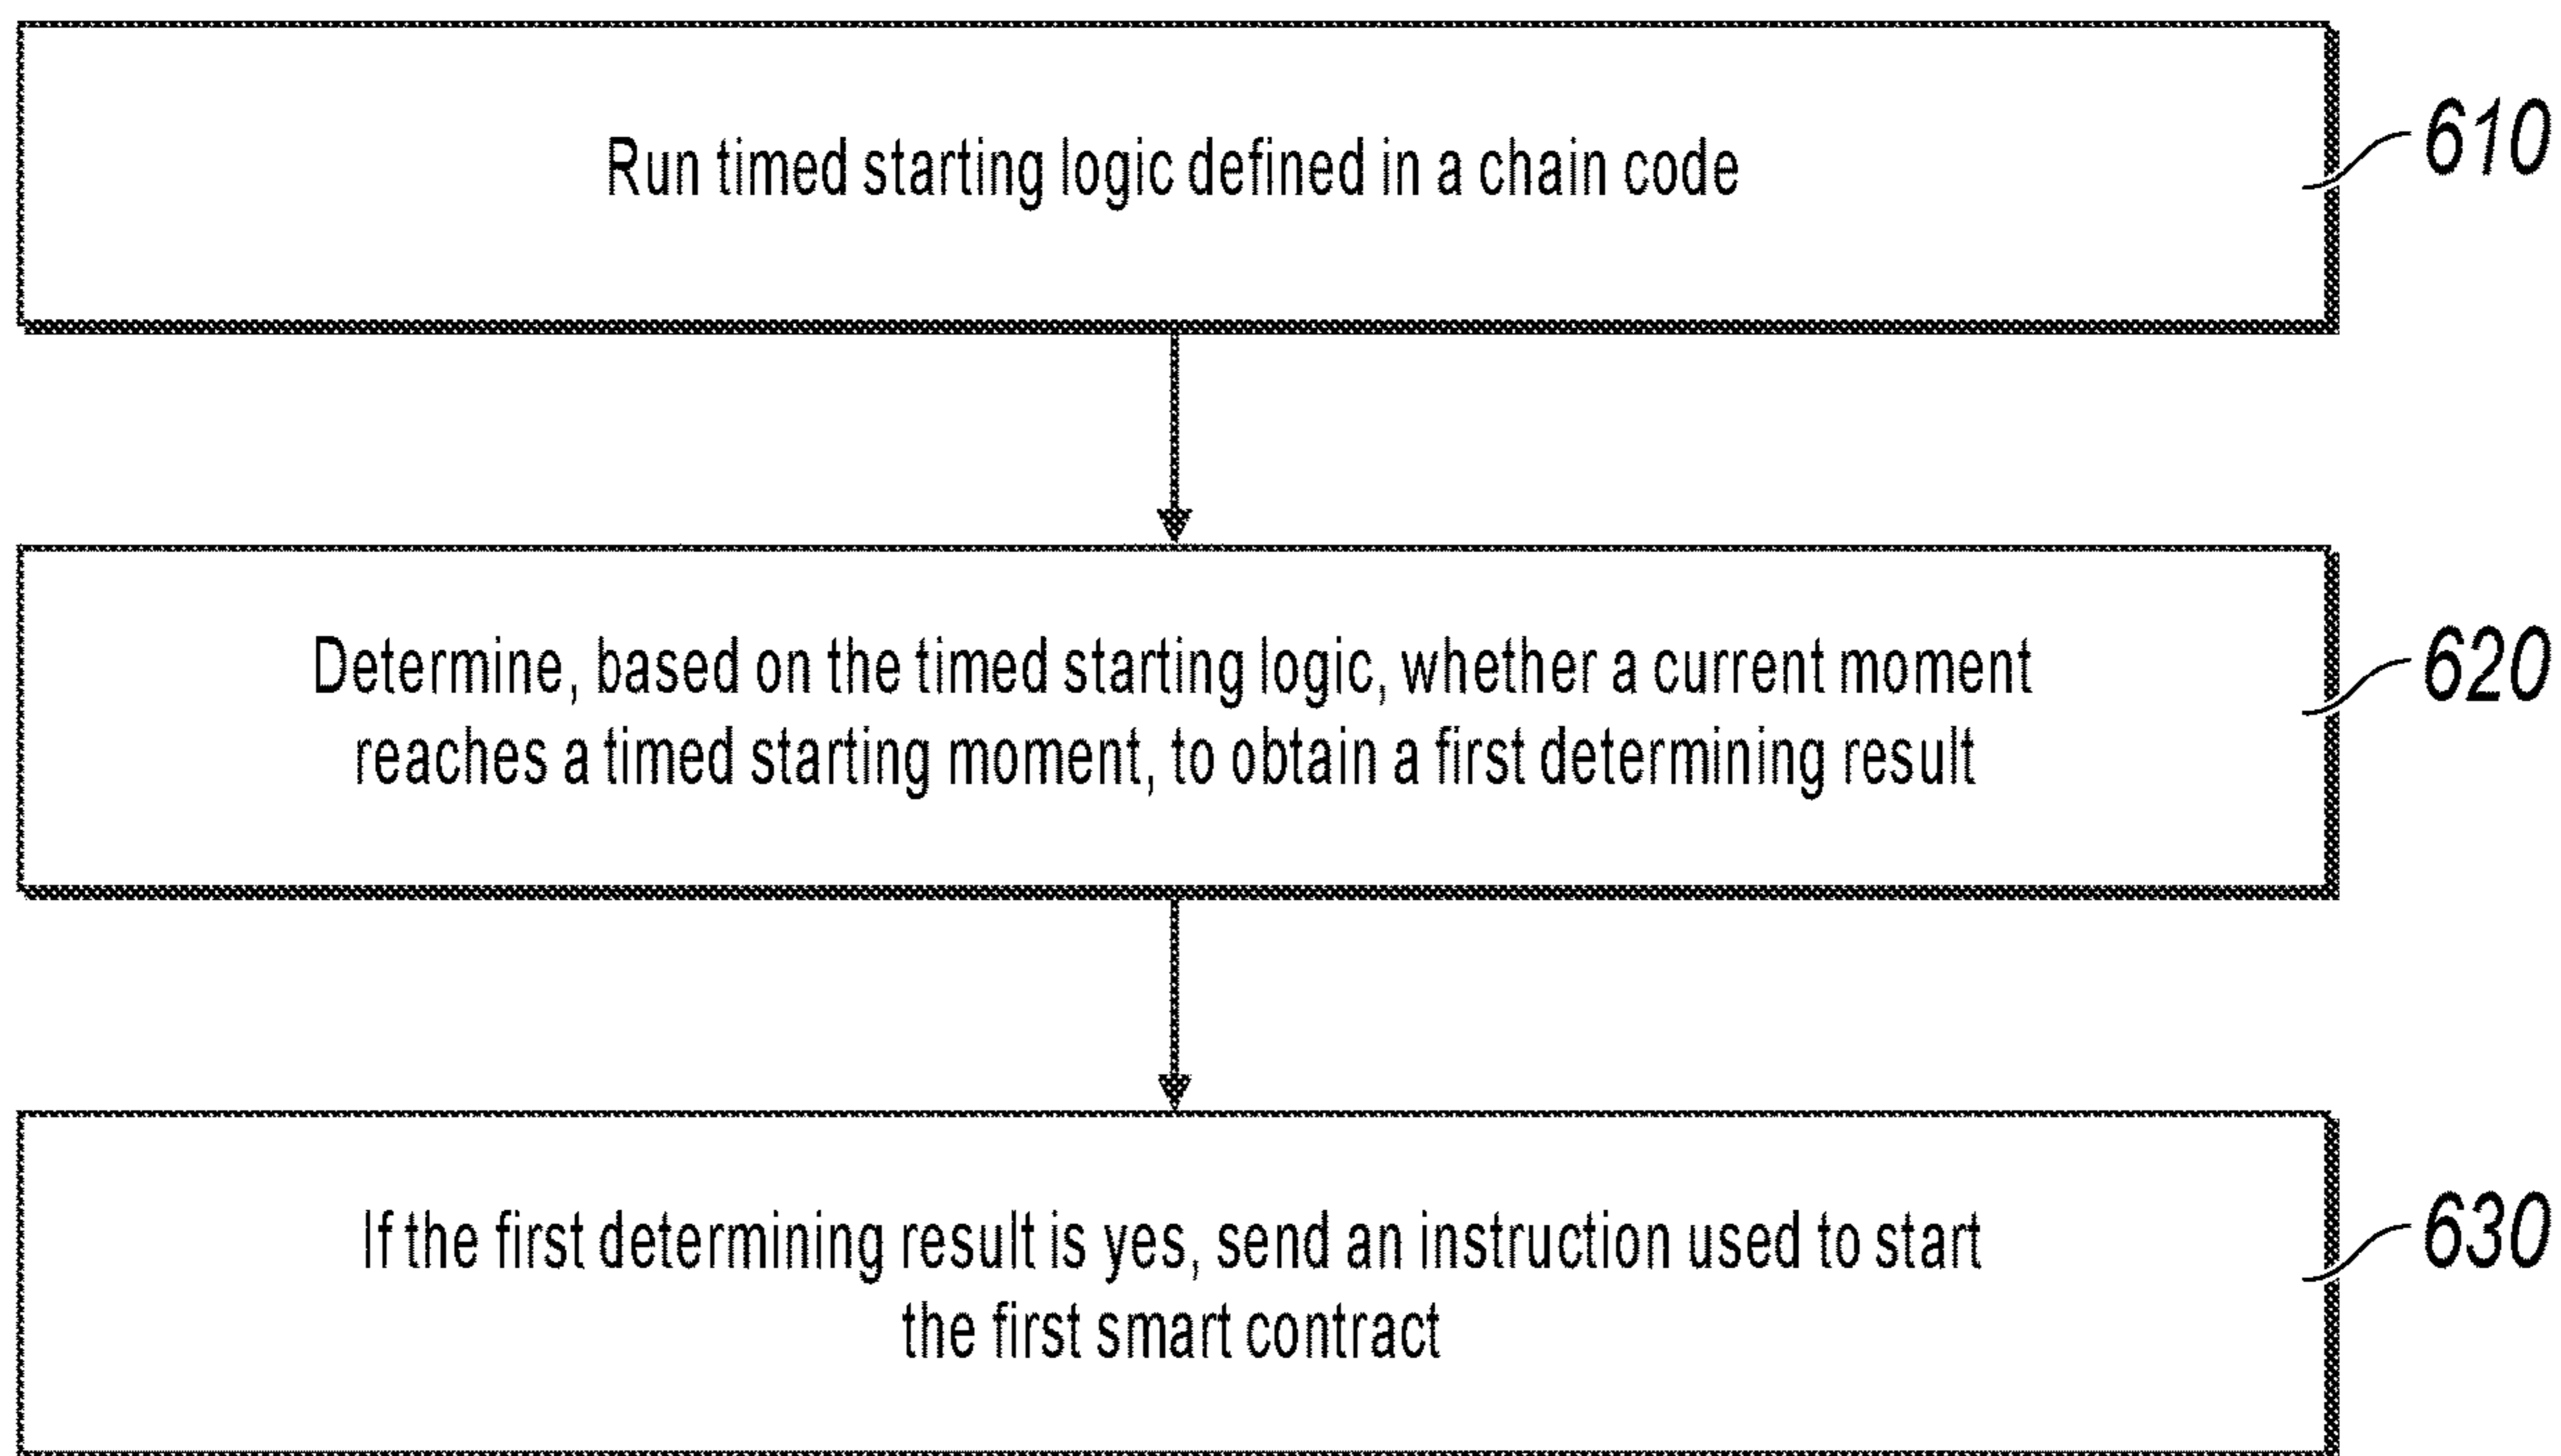 Run timed starting logic defined in a chain code
610
Determine, based on the timed starting logic, whether a current moment
reaches a timed starting moment, to obtain a first determining result
620
If the first determining result is yes, send an instruction used to start
the first smart contract
630